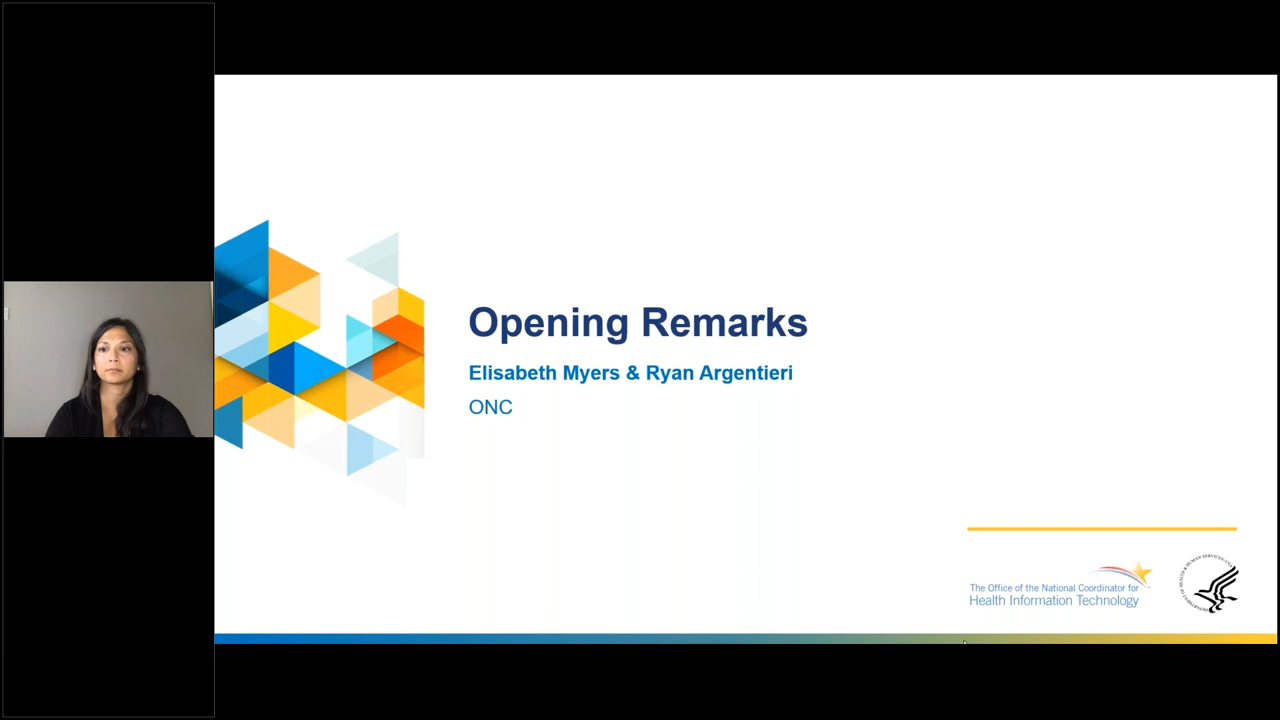 Opening Remarks
Elisabeth Myers & Ryan Argentieri
ONC
The Office of the National Coordinator for
Health Information Technology